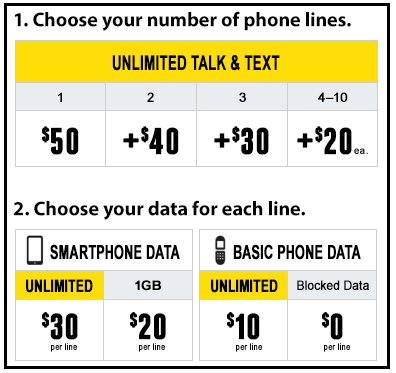 1. Choose your number of phone lines.
UNLIMITED TALK & TEXT
1 2 3 4–10
$50 +$40 +$30 +$20 ea.
2. Choose your data for each line.
SMARTPHONE DATA BASIC PHONE DATA
UNLIMITED 1GB UNLIMITED Blocked Data
$30 $20 $10 $0
per line per line per line per line